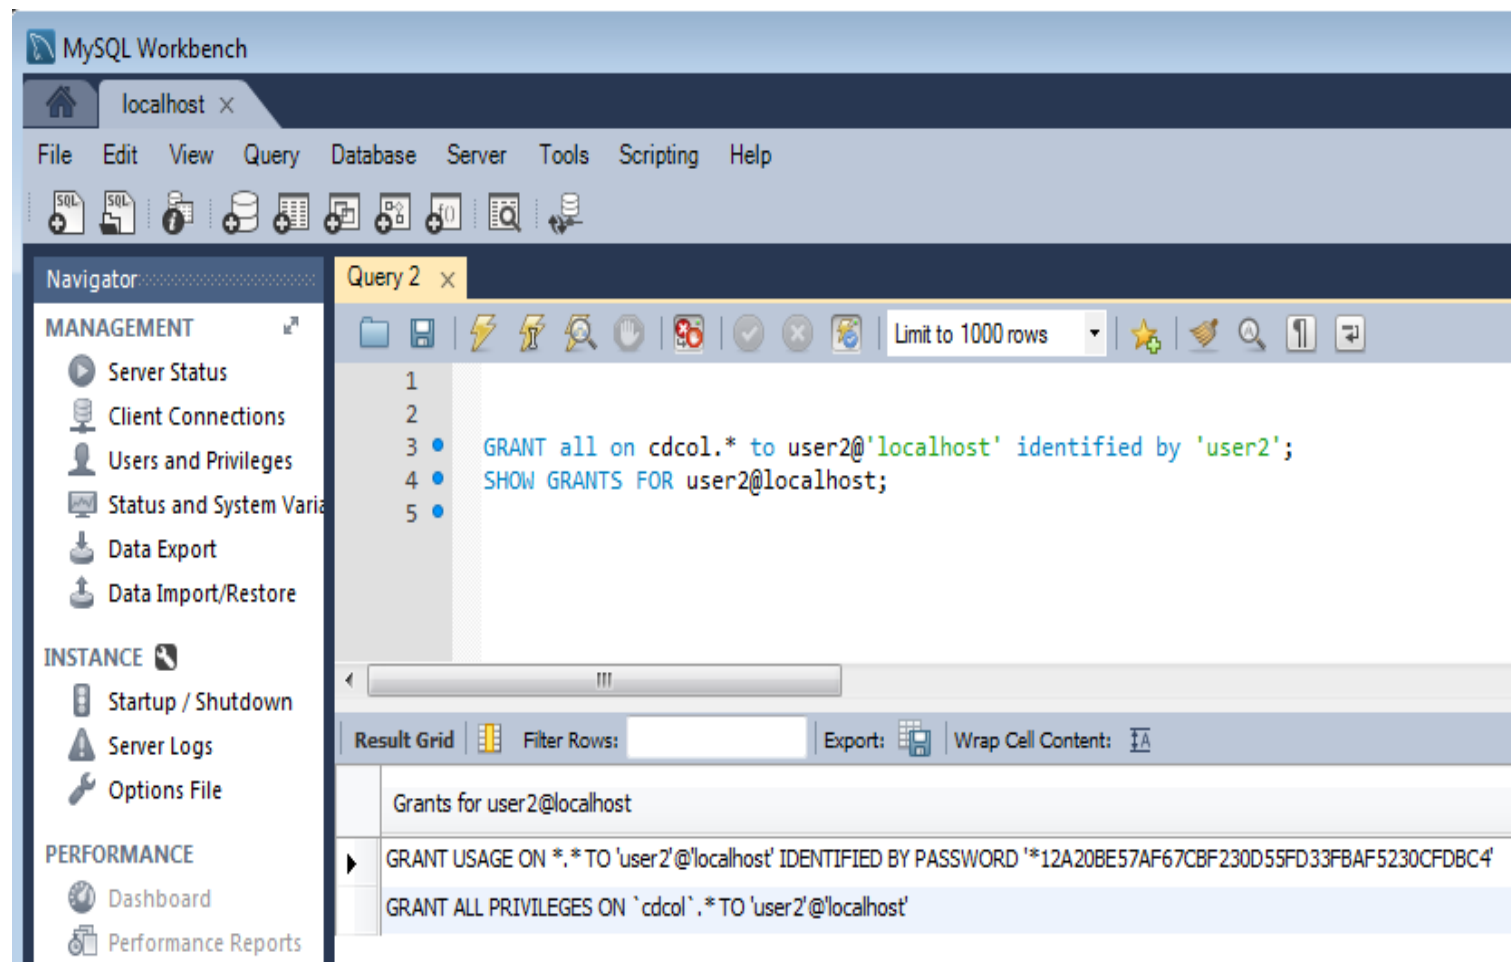 MySQL Workbench
localhost
File Edit View Query Database Server Tools Scripting Help
SQL SQL f()
Navigator
Query 2
MANAGEMENT
Limit to 1000 rows
Server Status
Client Connections
Users and Privileges
Status and System Varia
Data Export
Data Import/Restore
INSTANCE
Startup / Shutdown
Server Logs
Options File
PERFORMANCE
Dashboard
Performance Reports
1
2
3 GRANT all on cdcol.* to user2@'localhost' identified by 'user2';
4 SHOW GRANTS FOR user2@localhost;
5
Result Grid Filter Rows: Export: Wrap Cell Content:
Grants for user2@localhost
GRANT USAGE ON *.* TO 'user2'@'localhost' IDENTIFIED BY PASSWORD '*12A20BE57AF67CBF230D55FD33FBAF5230CFDBC4'
GRANT ALL PRIVILEGES ON `cdcol`.* TO 'user2'@'localhost'